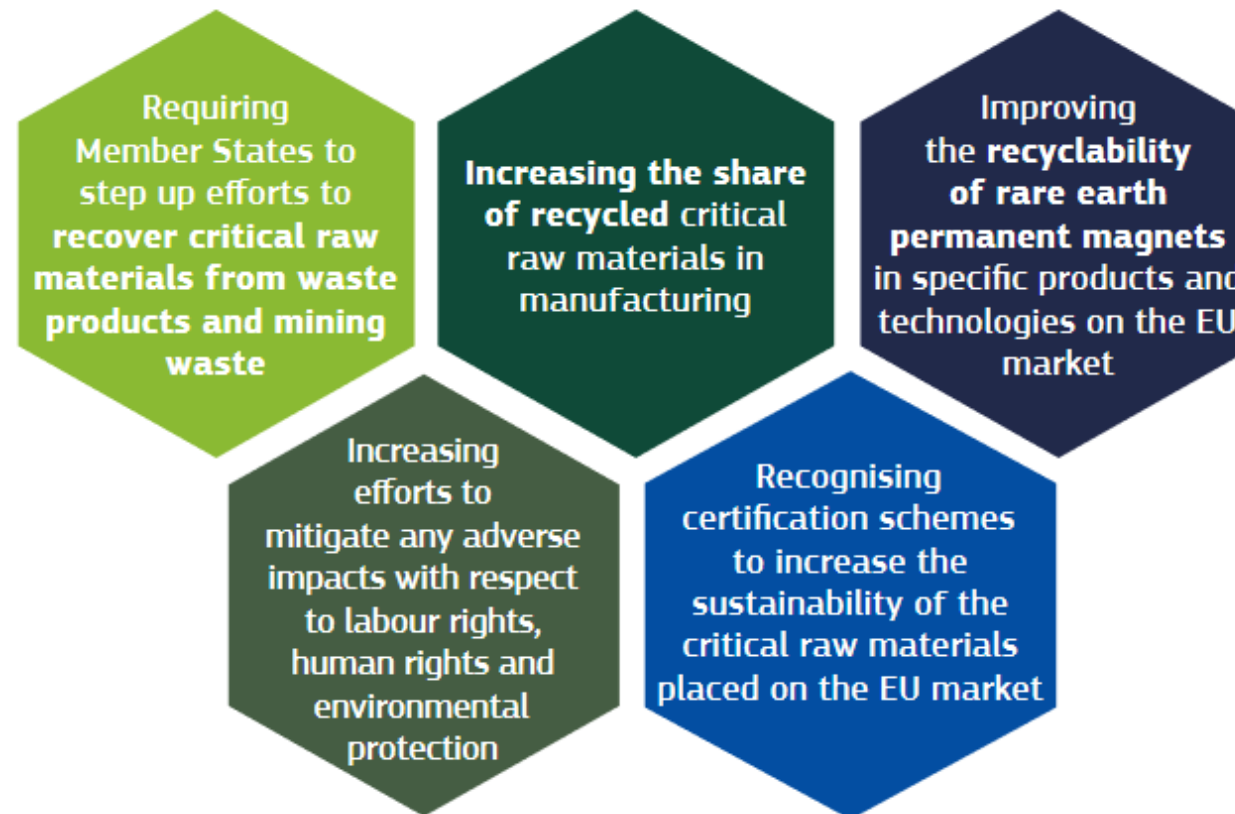 Requiring
Member States to
step up efforts to
recover critical raw
materials from waste
products and mining
waste
Increasing the share
of recycled critical
raw materials in
manufacturing
Improving
the recyclability
of rare earth
permanent magnets
in specific products and
technologies on the EU
market
Increasing
efforts to
mitigate any adverse
impacts with respect
to labour rights,
human rights and
environmental
protection
Recognising
certification schemes
to increase the
sustainability of the
critical raw materials
placed on the EU market